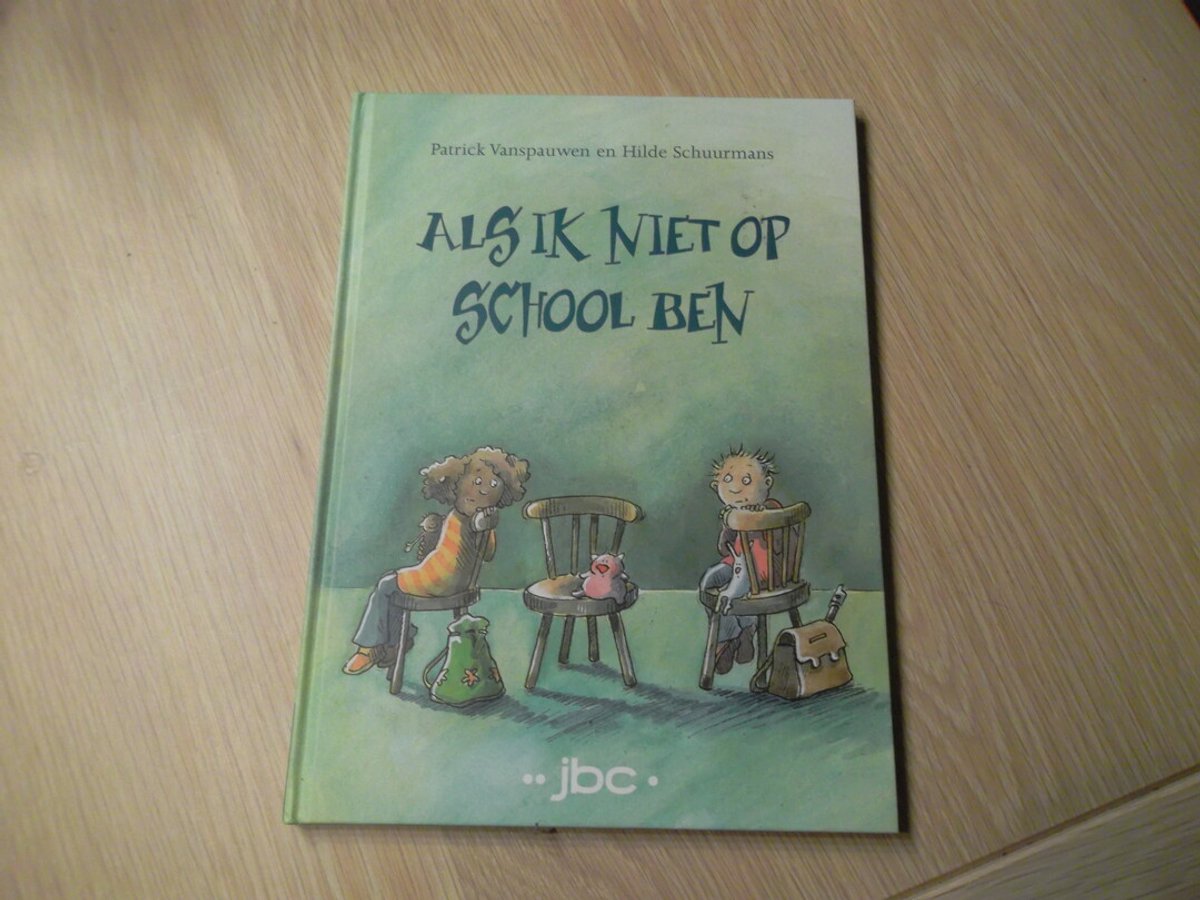 Patrick Vanspauwen en Hilde Schuurmans
ALS IK NIET OP
SCHOOL BEN
jbc